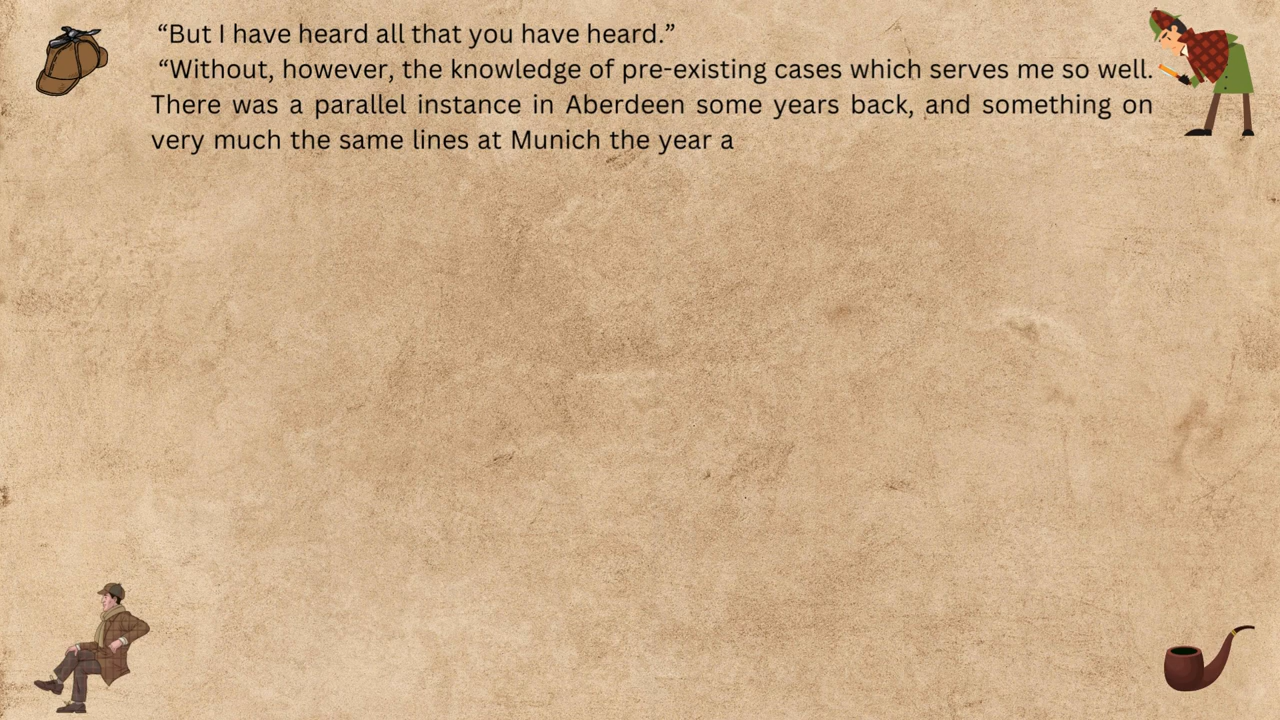 “But I have heard all that you have heard.”
“Without, however, the knowledge of pre-existing cases which serves me so well.
There was a parallel instance in Aberdeen some years back, and something on
very much the same lines at Munich the year a